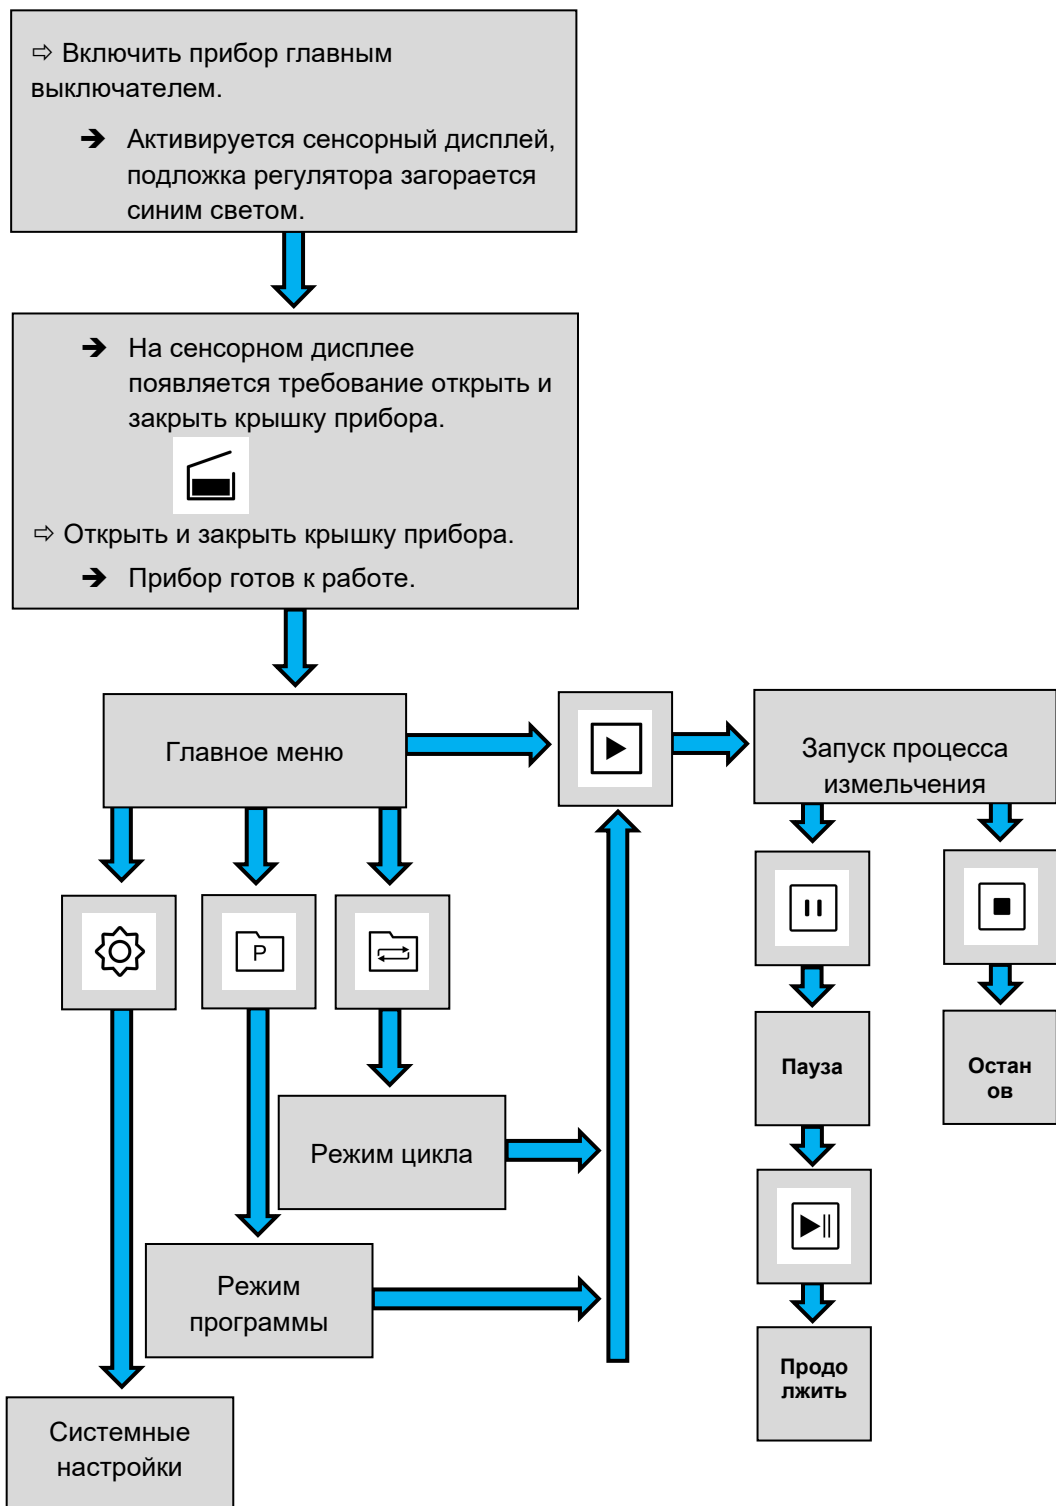 ⇨ Включить прибор главным
выключателем.
➔ Активируется сенсорный дисплей,
подложка регулятора загорается
синим светом.
➔ На сенсорном дисплее
появляется требование открыть и
закрыть крышку прибора.
⇨ Открыть и закрыть крышку прибора.
➔ Прибор готов к работе.
Главное меню
Запуск процесса
измельчения
P
Пауза
Остан
ов
Режим цикла
Режим
программы
Продо
лжить
Системные
настройки